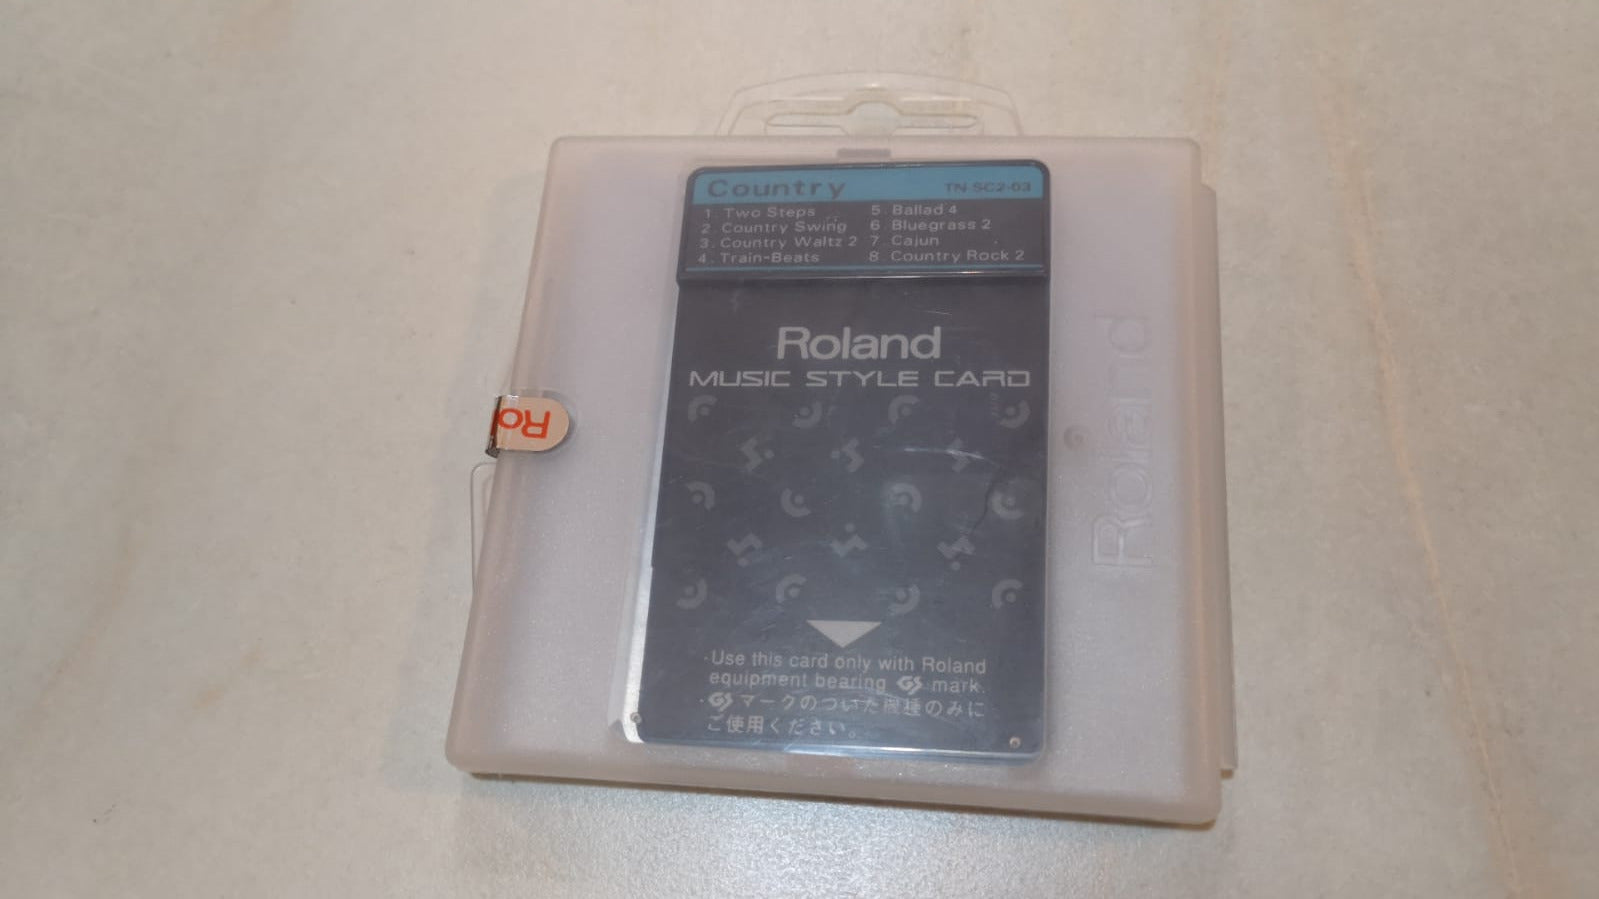 Country TN-SC2-03
1. Two Steps 5. Ballad 4
2. Country Swing 6. Bluegrass 2
3. Country Waltz 2 7. Cajun
4. Train-Beats 8. Country Rock 2
Roland
MUSIC STYLE CARD
·Use this card only with Roland
equipment bearing GS mark.
·GS マークのついた機種のみに
ご使用ください。
Roland
Ro